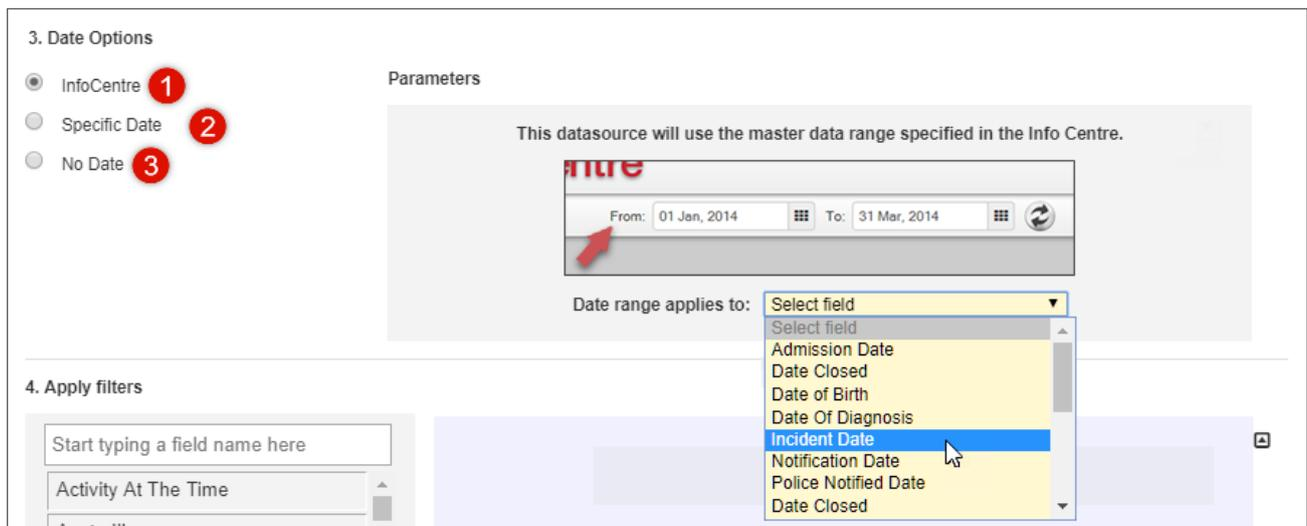 3. Date Options
InfoCentre 1
Specific Date 2
No Date 3
Parameters
This datasource will use the master data range specified in the Info Centre.
From: 01 Jan, 2014 To: 31 Mar, 2014
Date range applies to: Select field
Select field
Admission Date
Date Closed
Date of Birth
Date Of Diagnosis
Incident Date
Notification Date
Police Notified Date
Date Closed
4. Apply filters
Start typing a field name here
Activity At The Time